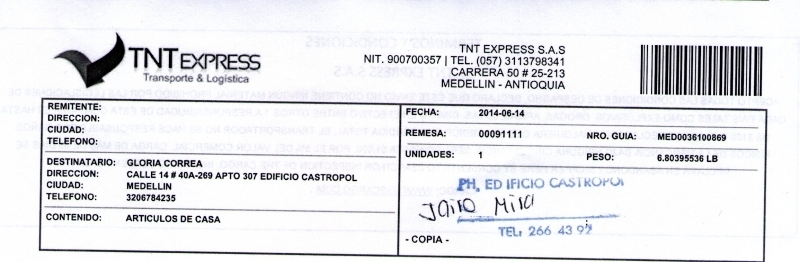 TNT EXPRESS
Transporte & Logística
TNT EXPRESS S.A.S
NIT. 900700357 | TEL. (057) 3113798341
CARRERA 50 # 25-213
MEDELLIN - ANTIOQUIA
REMITENTE:
DIRECCION:
CIUDAD:
TELEFONO:
DESTINATARIO: GLORIA CORREA
DIRECCION: CALLE 14 # 40A-269 APTO 307 EDIFICIO CASTROPOL
CIUDAD: MEDELLIN
TELEFONO: 3206784235
CONTENIDO: ARTICULOS DE CASA
FECHA: 2014-06-14
REMESA: 00091111 NRO. GUIA: MED0036100869
UNIDADES: 1 PESO: 6.80395536 LB
PH. EDIFICIO CASTROPOL
Jairo Mira
TEL: 266 43 92
- COPIA -